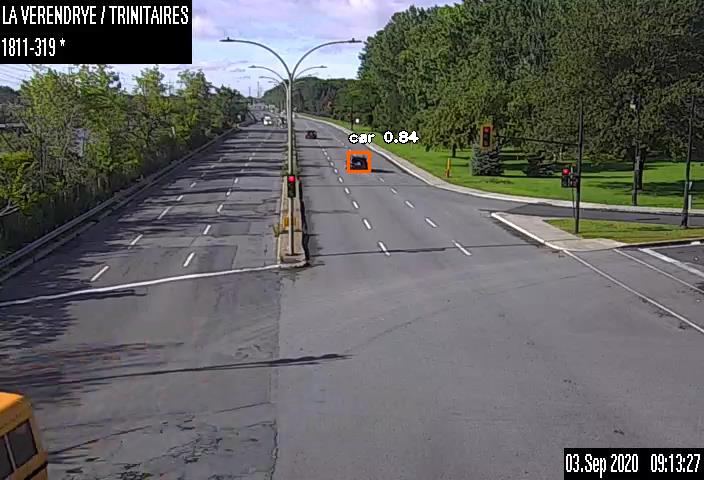 LA VERENDRYE / TRINITAIRES
1811-319 *
car 0.84
03.Sep 2020 09:13:27